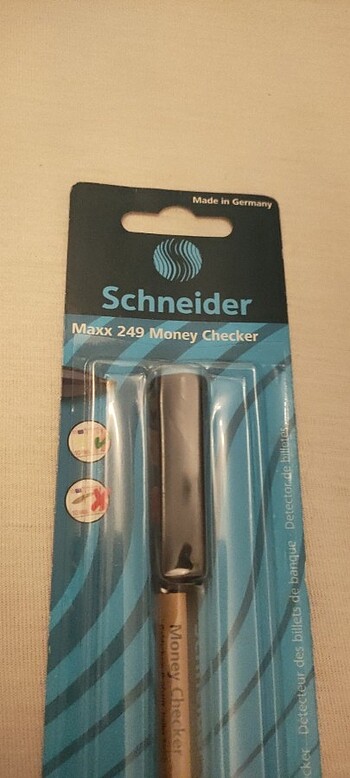 Made in Germany
Schneider
Maxx 249 Money Checker
Money Checker
Détecteur des billets de banque
Detector de billetes